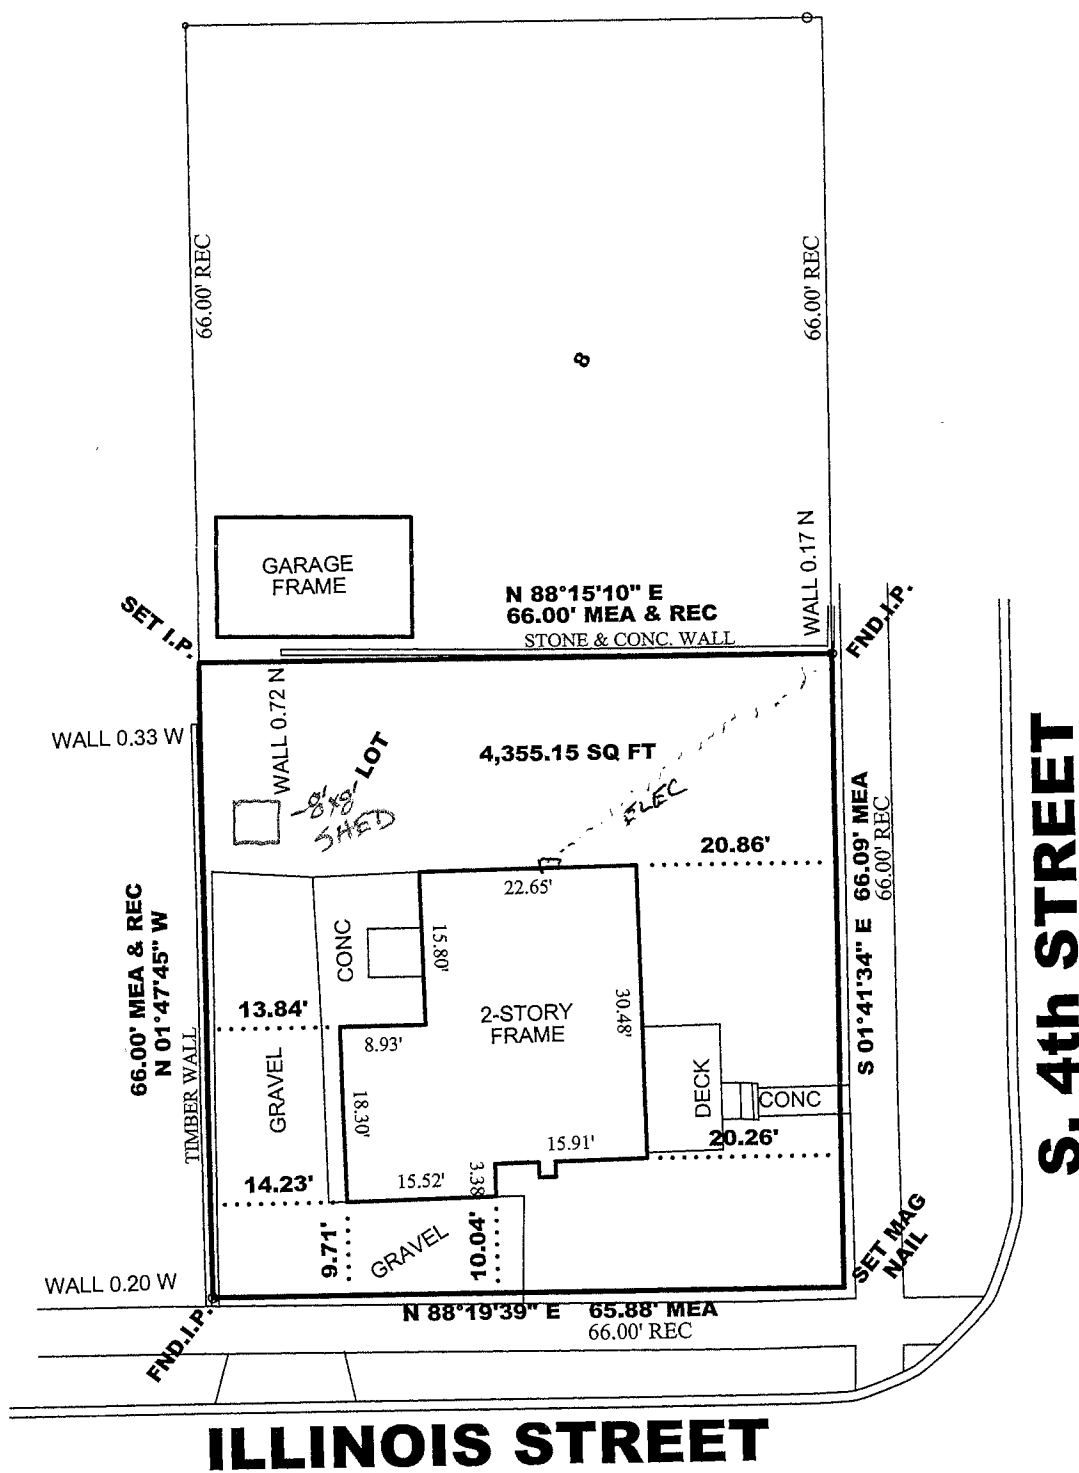 66.00' REC
66.00' REC
8
GARAGE
FRAME
WALL 0.17 N
N 88°15'10" E
66.00' MEA & REC
STONE & CONC. WALL
SET I.P.
FND.I.P.
WALL 0.72 N
WALL 0.33 W
LOT
4,355.15 SQ FT
8'x8'
SHED
ELEC
20.86'
22.65'
S 01°41'34" E 66.09' MEA
66.00' REC
S. 4th STREET
66.00' MEA & REC
N 01°47'45" W
TIMBER WALL
CONC
15.80'
13.84'
8.93'
2-STORY
FRAME
30.48'
GRAVEL
18.30'
DECK
CONC
15.91'
20.26'
14.23'
15.52'
3.38
9.71'
GRAVEL
10.04'
SET MAG
NAIL
WALL 0.20 W
FND.I.P.
N 88°19'39" E 65.88' MEA
66.00' REC
ILLINOIS STREET